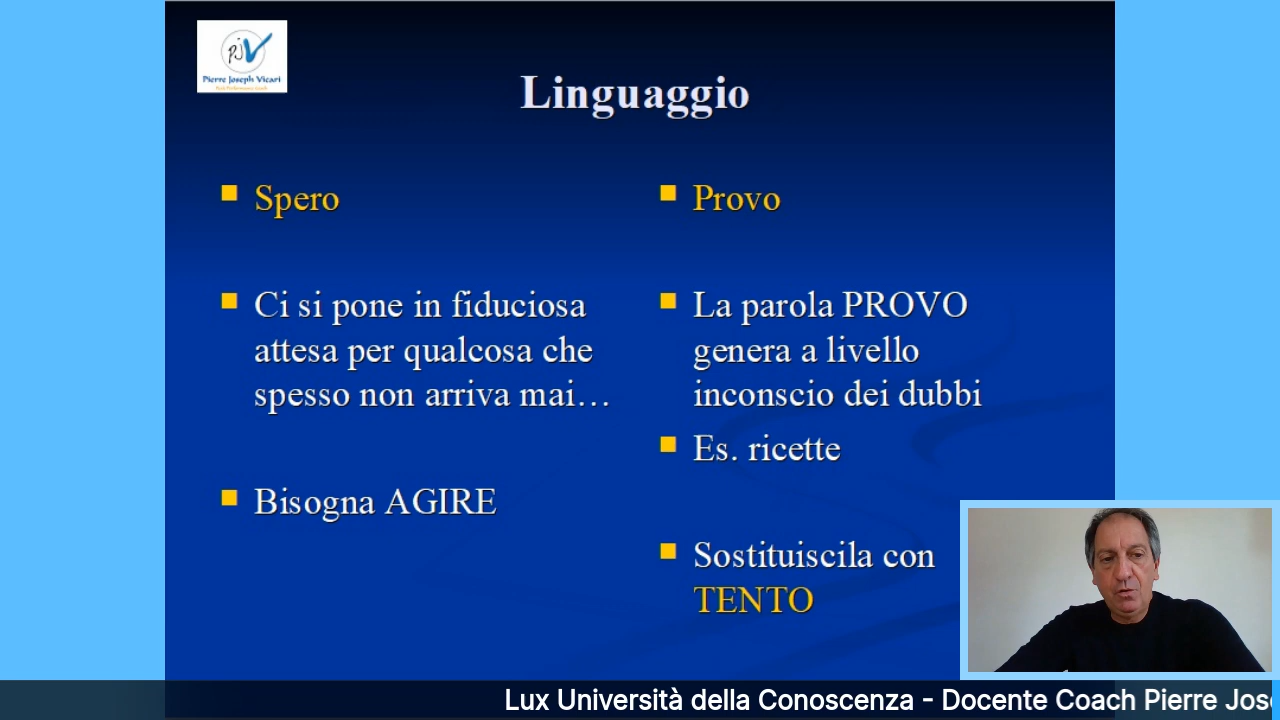 PJV
Pierre Joseph Vicari
Linguaggio
Spero
Ci si pone in fiduciosa
attesa per qualcosa che
spesso non arriva mai…
Bisogna AGIRE
Provo
La parola PROVO
genera a livello
inconscio dei dubbi
Es. ricette
Sostituiscila con
TENTO
Lux Università della Conoscenza - Docente Coach Pierre Jose